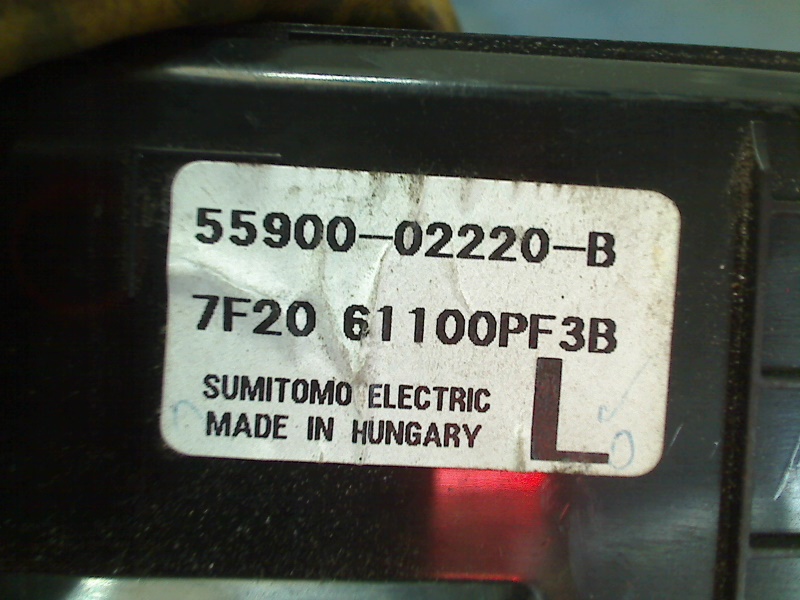 55900-02220-B
7F20 61100PF3B
SUMITOMO ELECTRIC
MADE IN HUNGARY
L